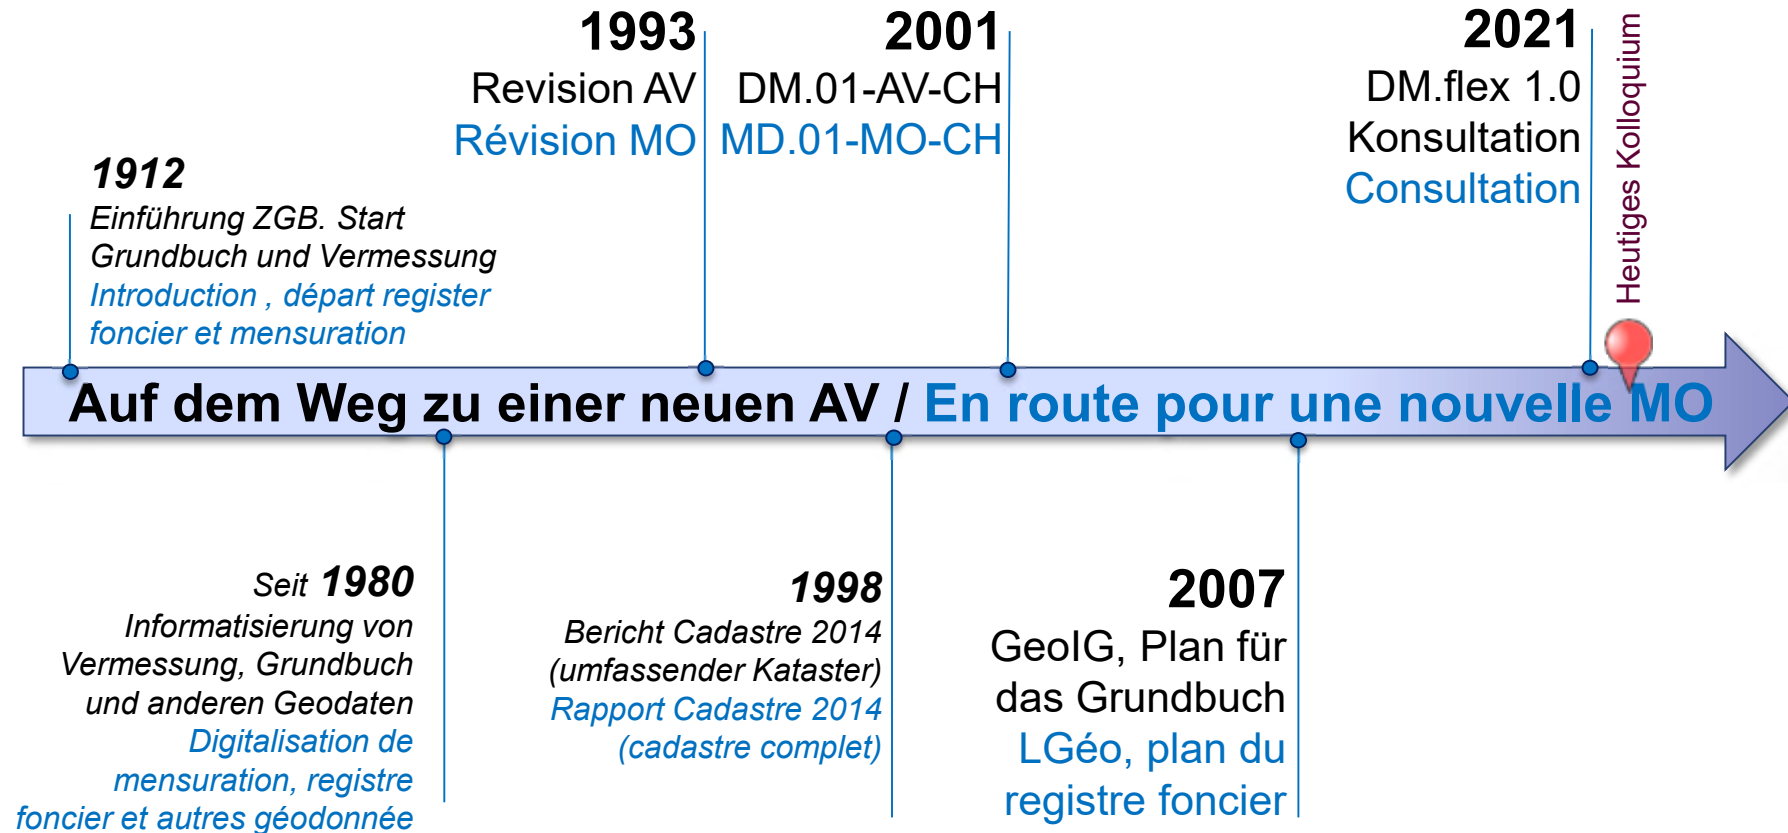 1993
Revision AV
Révision MO
2001
DM.01-AV-CH
MD.01-MO-CH
2021
DM.flex 1.0
Konsultation
Consultation
Heutiges Kolloquium
1912
Einführung ZGB. Start
Grundbuch und Vermessung
Introduction , départ register
foncier et mensuration
Auf dem Weg zu einer neuen AV / En route pour une nouvelle MO
Seit 1980
Informatisierung von
Vermessung, Grundbuch
und anderen Geodaten
Digitalisation de
mensuration, registre
foncier et autres géodonnée
1998
Bericht Cadastre 2014
(umfassender Kataster)
Rapport Cadastre 2014
(cadastre complet)
2007
GeoIG, Plan für
das Grundbuch
LGéo, plan du
registre foncier